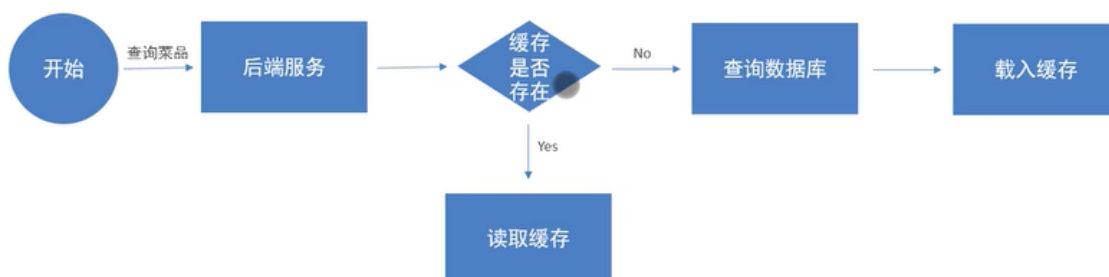 开始
查询菜品
后端服务
缓存
是否
存在
No
查询数据库
载入缓存
Yes
读取缓存